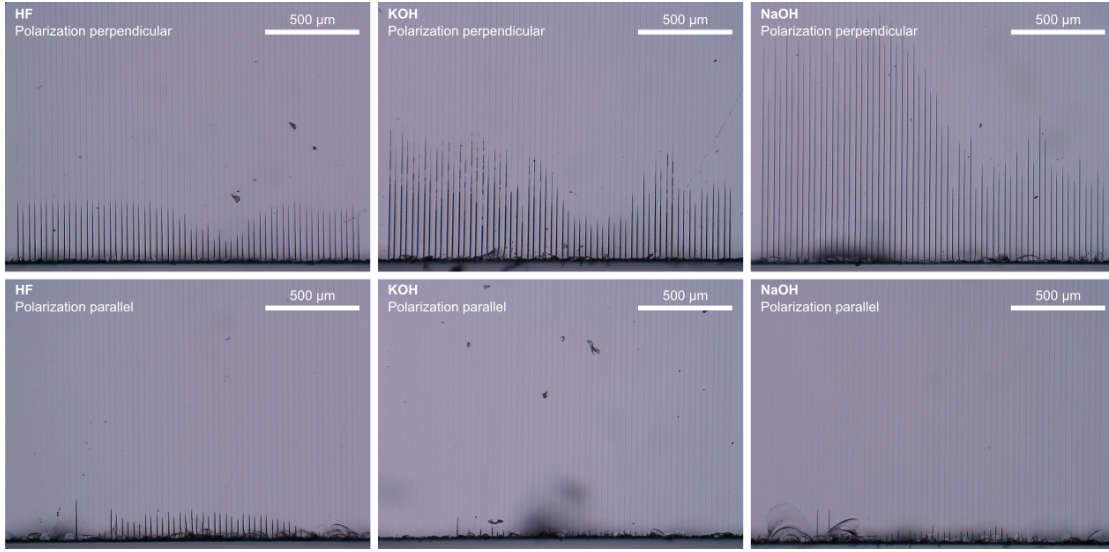 HF
Polarization perpendicular
500 µm
KOH
Polarization perpendicular
500 µm
NaOH
Polarization perpendicular
500 µm
HF
Polarization parallel
500 µm
KOH
Polarization parallel
500 µm
NaOH
Polarization parallel
500 µm